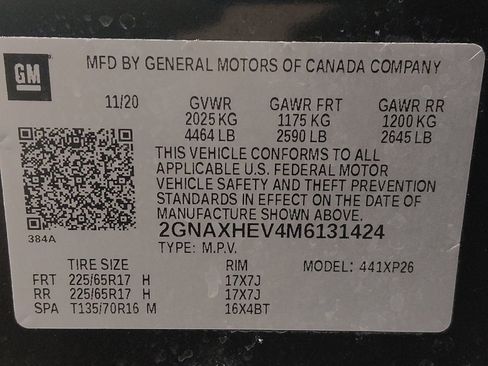 GM
MFD BY GENERAL MOTORS OF CANADA COMPANY
11/20 GVWR GAWR FRT GAWR RR
2025 KG 1175 KG 1200 KG
4464 LB 2590 LB 2645 LB
THIS VEHICLE CONFORMS TO ALL
APPLICABLE U.S. FEDERAL MOTOR
VEHICLE SAFETY AND THEFT PREVENTION
STANDARDS IN EFFECT ON THE DATE OF
MANUFACTURE SHOWN ABOVE.
384A
2GNAXHEV4M6131424
TYPE: M.P.V.
TIRE SIZE RIM MODEL: 441XP26
FRT 225/65R17 H 17X7J
RR 225/65R17 H 17X7J
SPA T135/70R16 M 16X4BT